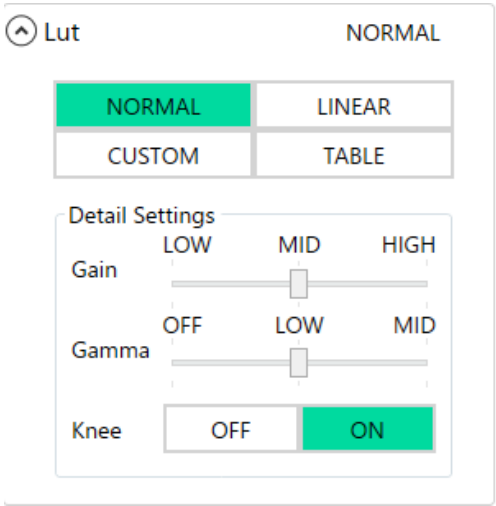 Lut NORMAL
NORMAL LINEAR
CUSTOM TABLE
Detail Settings
LOW MID HIGH
Gain
OFF LOW MID
Gamma
Knee OFF ON